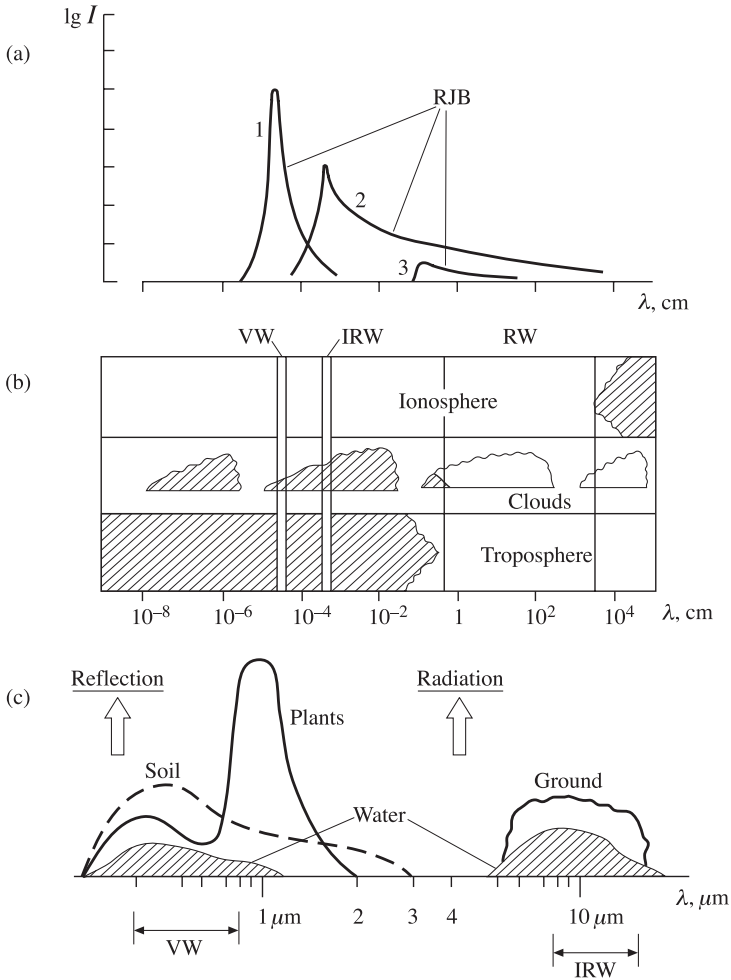 lg I
(a)
RJB
1
2
3
λ, cm
VW
IRW
RW
(b)
Ionosphere
Clouds
Troposphere
10⁻⁸
10⁻⁶
10⁻⁴
10⁻²
1
10²
10⁴
λ, cm
(c)
Reflection
Radiation
Plants
Soil
Ground
Water
λ, μm
1 μm
2
3
4
10 μm
VW
IRW